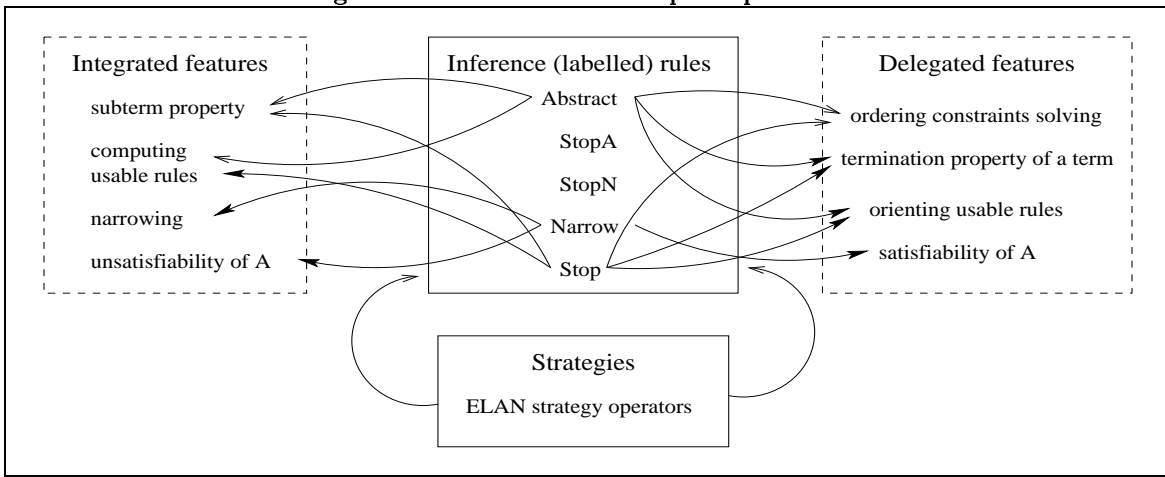 Integrated features
subterm property
computing
usable rules
narrowing
unsatisfiability of A
Inference (labelled) rules
Abstract
StopA
StopN
Narrow
Stop
Delegated features
ordering constraints solving
termination property of a term
orienting usable rules
satisfiability of A
Strategies
ELAN strategy operators